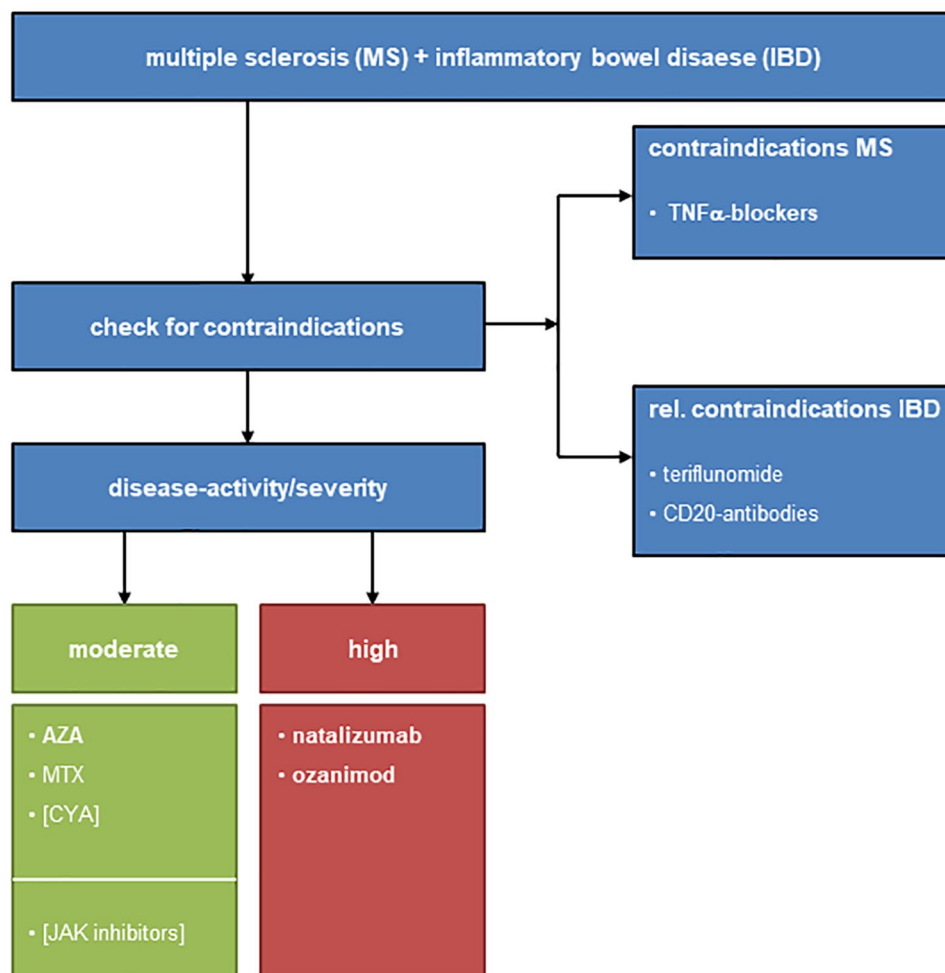 multiple sclerosis (MS) + inflammatory bowel disaese (IBD)
contraindications MS
• TNFα-blockers
check for contraindications
rel. contraindications IBD
• teriflunomide
• CD20-antibodies
disease-activity/severity
moderate
• AZA
• MTX
• [CYA]
• [JAK inhibitors]
high
• natalizumab
• ozanimod